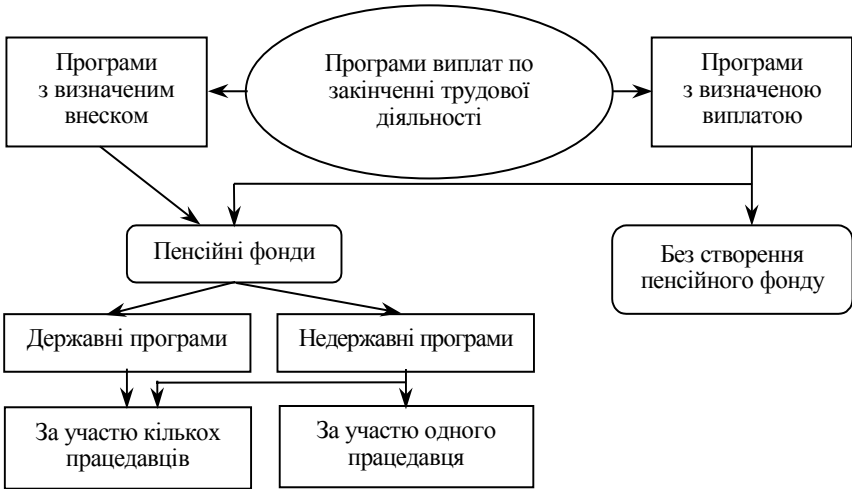 Програми
з визначеним
внеском
Програми виплат по
закінченні трудової
діяльності
Програми
з визначеною
виплатою
Пенсійні фонди
Без створення
пенсійного фонду
Державні програми
Недержавні програми
За участю кількох
працедавців
За участю одного
працедавця